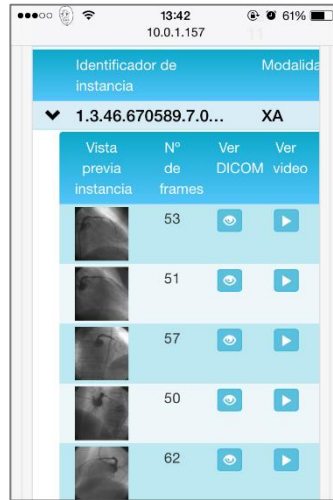 13:42
61%
10.0.1.157
Identificador de instancia
Modalida
1.3.46.670589.7.0...
XA
Vista previa instancia
Nº de frames
Ver DICOM
Ver video
53
51
57
50
62